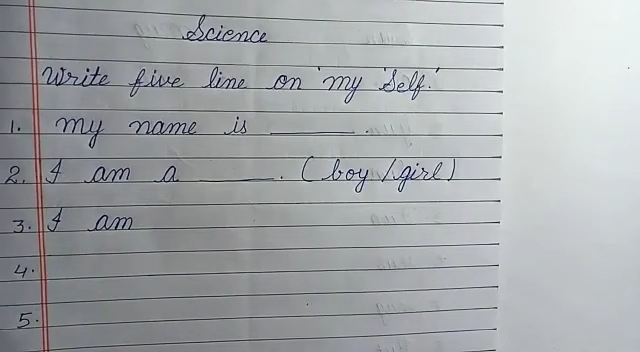 Science
Write five line on 'my self.'
1. my name is ______ .
2. I am a ______ . (boy / girl)
3. I am
4.
5.